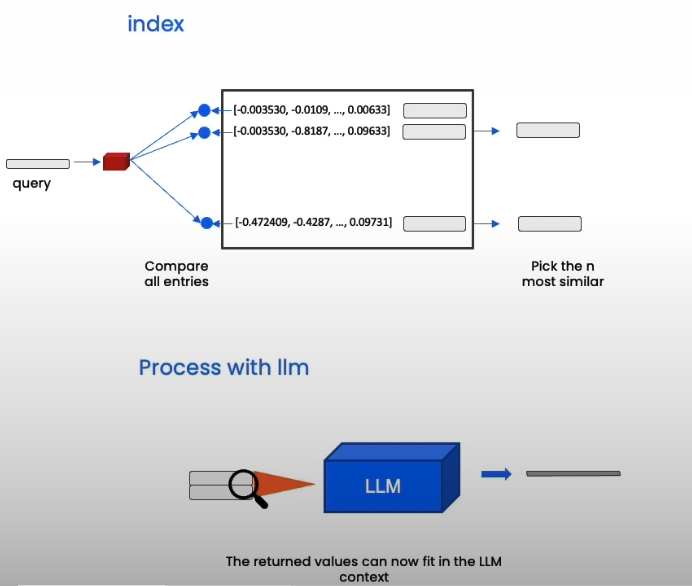 index
[-0.003530, -0.0109, ..., 0.00633]
[-0.003530, -0.8187, ..., 0.09633]
query
[-0.472409, -0.4287, ..., 0.09731]
Compare
all entries
Pick the n
most similar
Process with llm
LLM
The returned values can now fit in the LLM
context